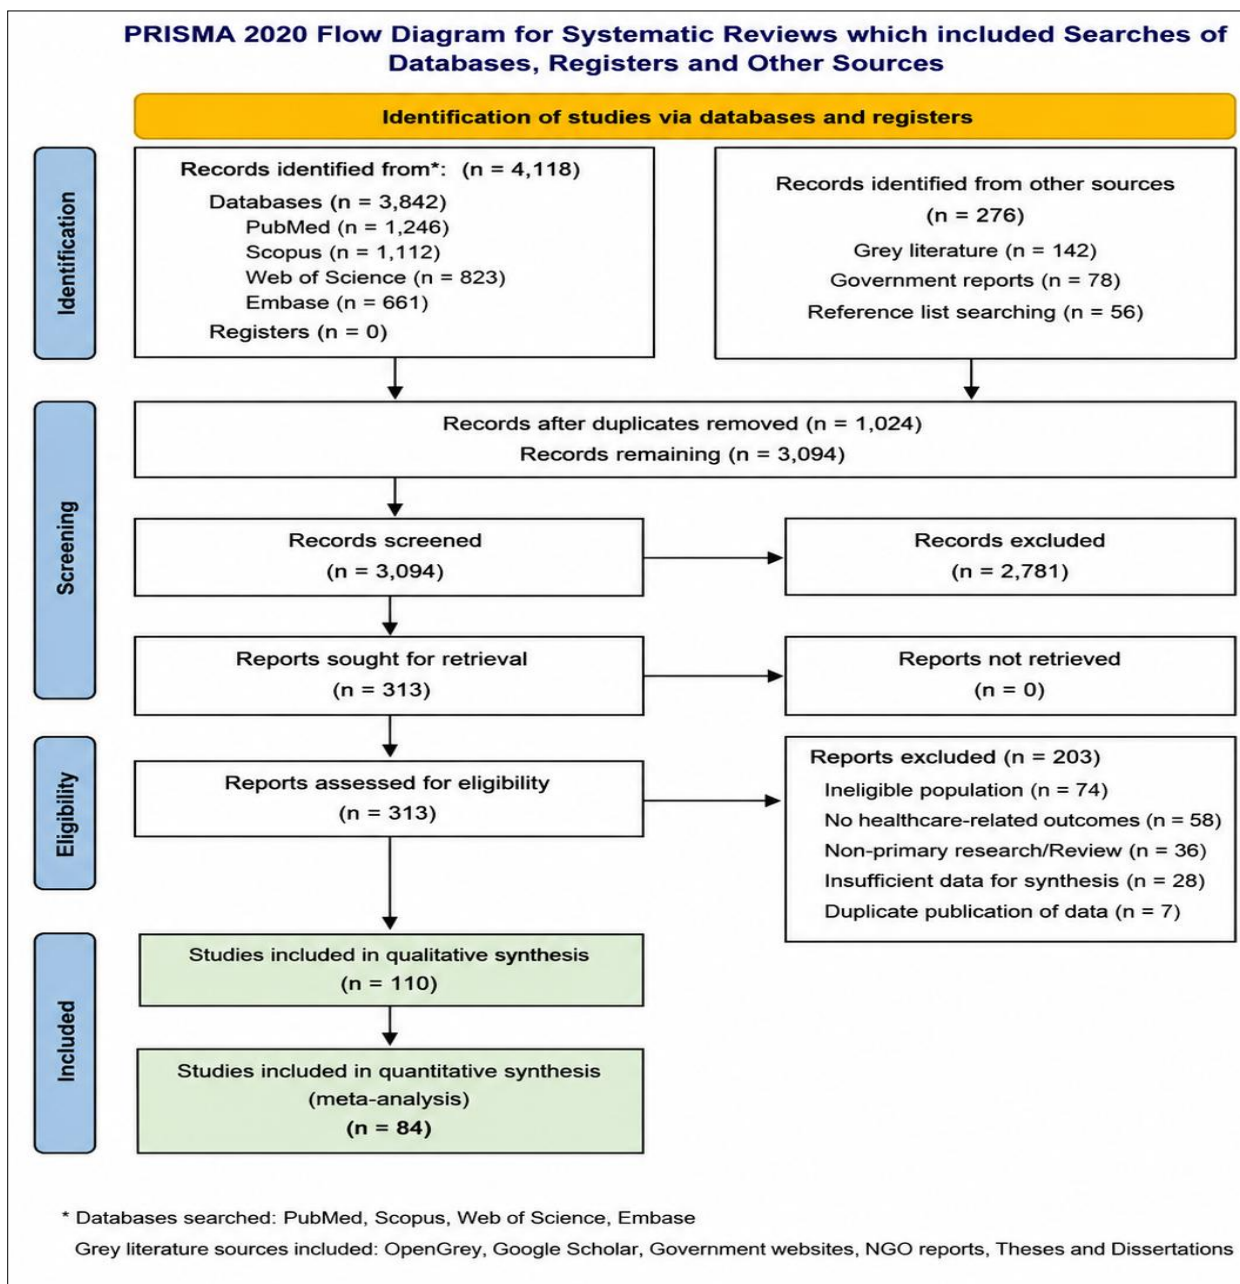 PRISMA 2020 Flow Diagram for Systematic Reviews which included Searches of
Databases, Registers and Other Sources
Identification of studies via databases and registers
Identification
Records identified from*: (n = 4,118)
Databases (n = 3,842)
PubMed (n = 1,246)
Scopus (n = 1,112)
Web of Science (n = 823)
Embase (n = 661)
Registers (n = 0)
Records identified from other sources
(n = 276)
Grey literature (n = 142)
Government reports (n = 78)
Reference list searching (n = 56)
Screening
Records after duplicates removed (n = 1,024)
Records remaining (n = 3,094)
Records screened
(n = 3,094)
Records excluded
(n = 2,781)
Reports sought for retrieval
(n = 313)
Reports not retrieved
(n = 0)
Eligibility
Reports assessed for eligibility
(n = 313)
Reports excluded (n = 203)
Ineligible population (n = 74)
No healthcare-related outcomes (n = 58)
Non-primary research/Review (n = 36)
Insufficient data for synthesis (n = 28)
Duplicate publication of data (n = 7)
Included
Studies included in qualitative synthesis
(n = 110)
Studies included in quantitative synthesis
(meta-analysis)
(n = 84)
* Databases searched: PubMed, Scopus, Web of Science, Embase
Grey literature sources included: OpenGrey, Google Scholar, Government websites, NGO reports, Theses and Dissertations